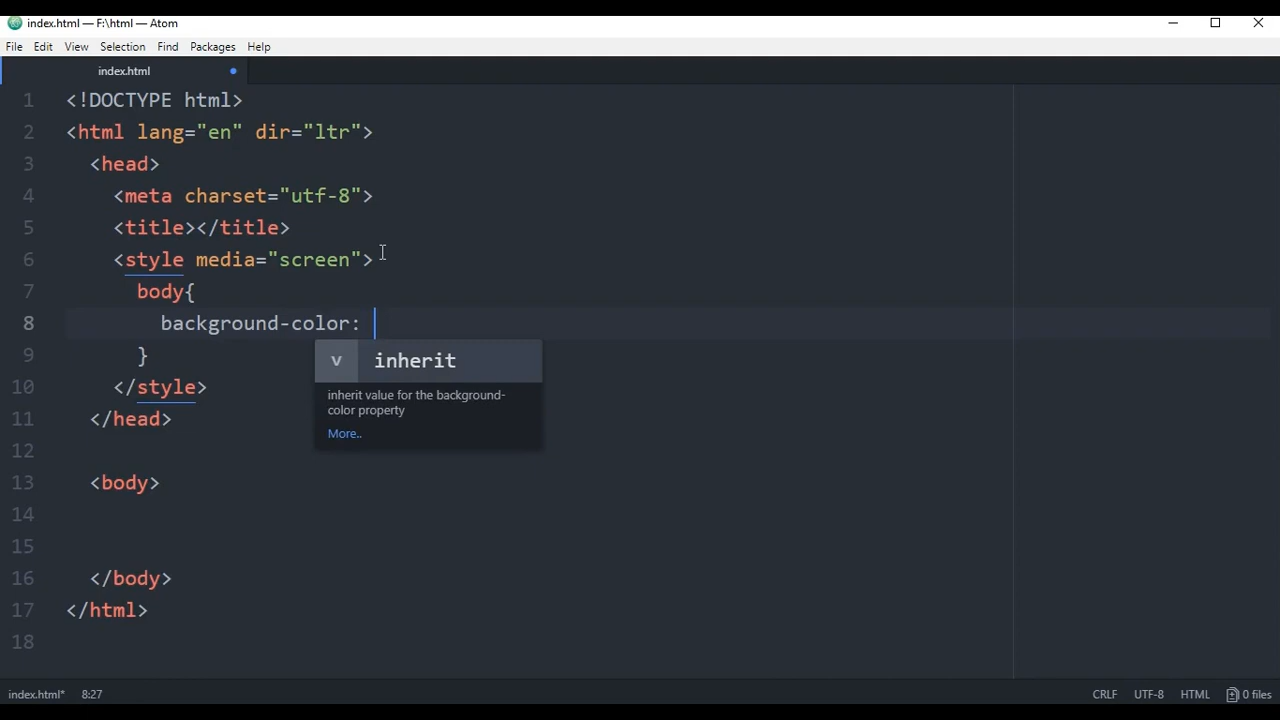 index.html — F:\html — Atom
File Edit View Selection Find Packages Help
index.html
1 <!DOCTYPE html>
2 <html lang="en" dir="ltr">
3 <head>
4 <meta charset="utf-8">
5 <title></title>
6 <style media="screen">
7 body{
8 background-color:
9 }
10 </style>
11 </head>
12
13 <body>
14
15
16 </body>
17 </html>
18
v inherit
inherit value for the background-
color property
More..
index.html* 8:27 CRLF UTF-8 HTML 0 files